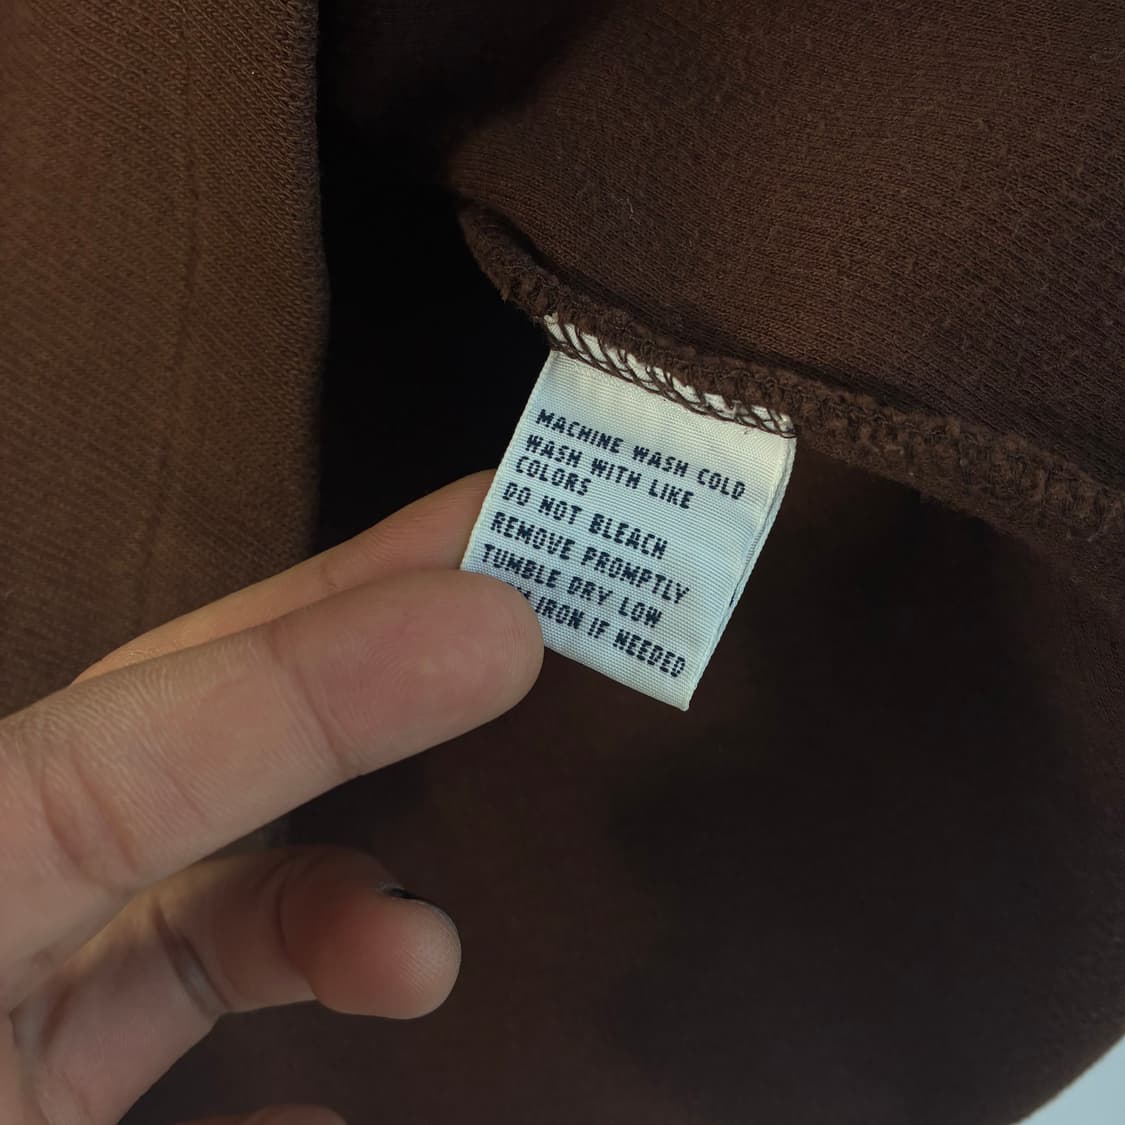 MACHINE WASH COLD
WASH WITH LIKE
COLORS
DO NOT BLEACH
REMOVE PROMPTLY
TUMBLE DRY LOW
IRON IF NEEDED